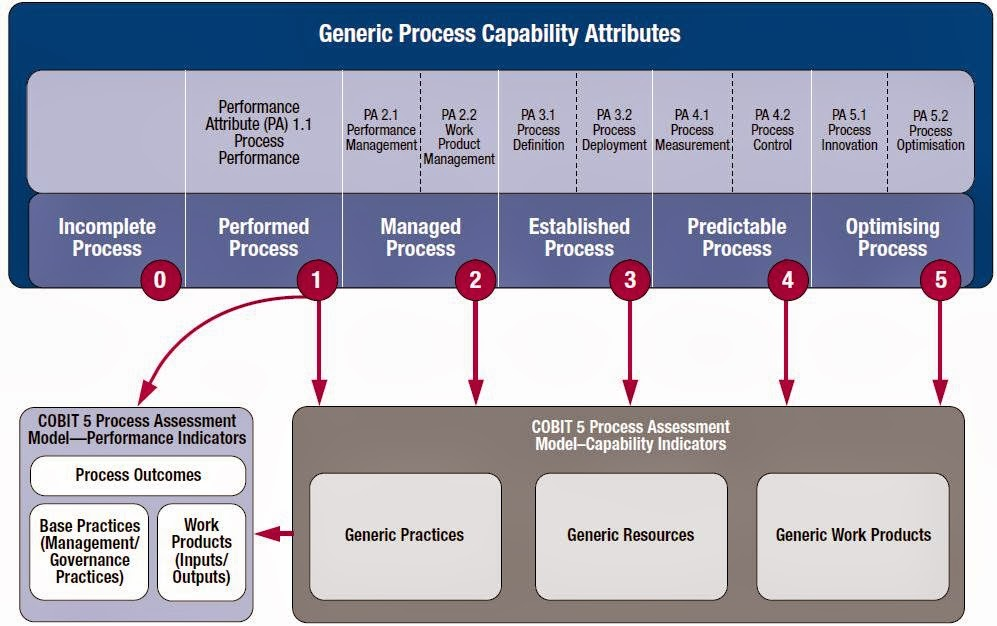 Generic Process Capability Attributes
Performance
Attribute (PA) 1.1
Process
Performance
PA 2.1
Performance
Management
PA 2.2
Work
Product
Management
PA 3.1
Process
Definition
PA 3.2
Process
Deployment
PA 4.1
Process
Measurement
PA 4.2
Process
Control
PA 5.1
Process
Innovation
PA 5.2
Process
Optimisation
Incomplete
Process
Performed
Process
Managed
Process
Established
Process
Predictable
Process
Optimising
Process
0
1
2
3
4
5
COBIT 5 Process Assessment
Model—Performance Indicators
Process Outcomes
Base Practices
(Management/
Governance
Practices)
Work
Products
(Inputs/
Outputs)
COBIT 5 Process Assessment
Model–Capability Indicators
Generic Practices
Generic Resources
Generic Work Products